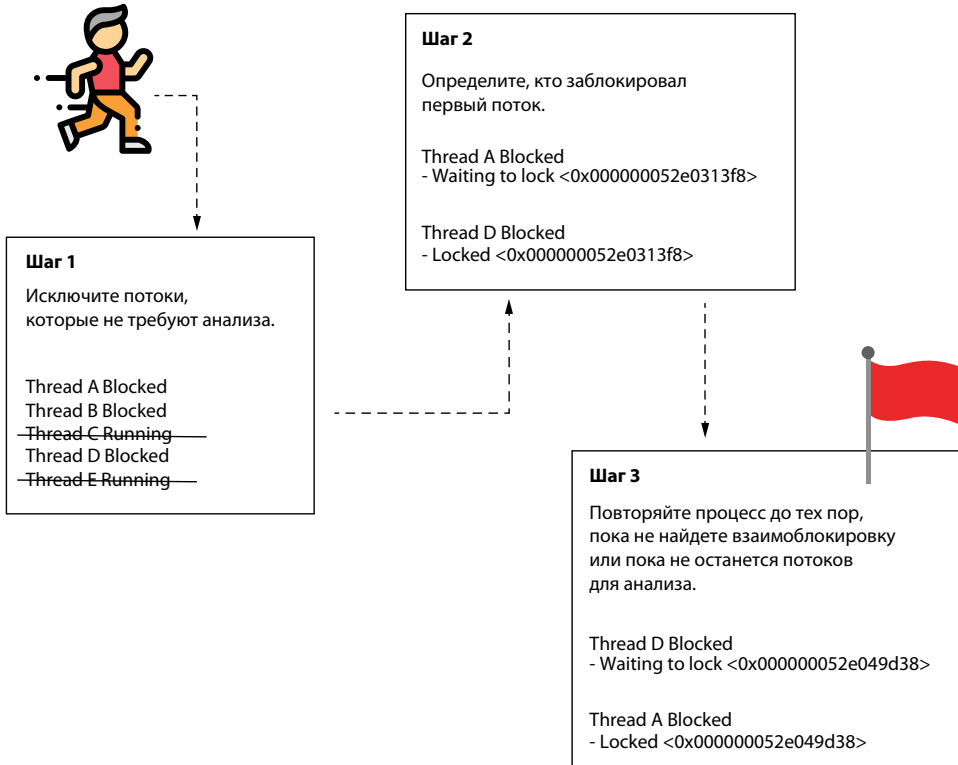 Шаг 1
Исключите потоки,
которые не требуют анализа.
Thread A Blocked
Thread B Blocked
Thread C Running
Thread D Blocked
Thread E Running
Шаг 2
Определите, кто заблокировал
первый поток.
Thread A Blocked
- Waiting to lock <0x000000052e0313f8>
Thread D Blocked
- Locked <0x000000052e0313f8>
Шаг 3
Повторяйте процесс до тех пор,
пока не найдете взаимоблокировку
или пока не останется потоков
для анализа.
Thread D Blocked
- Waiting to lock <0x000000052e049d38>
Thread A Blocked
- Locked <0x000000052e049d38>